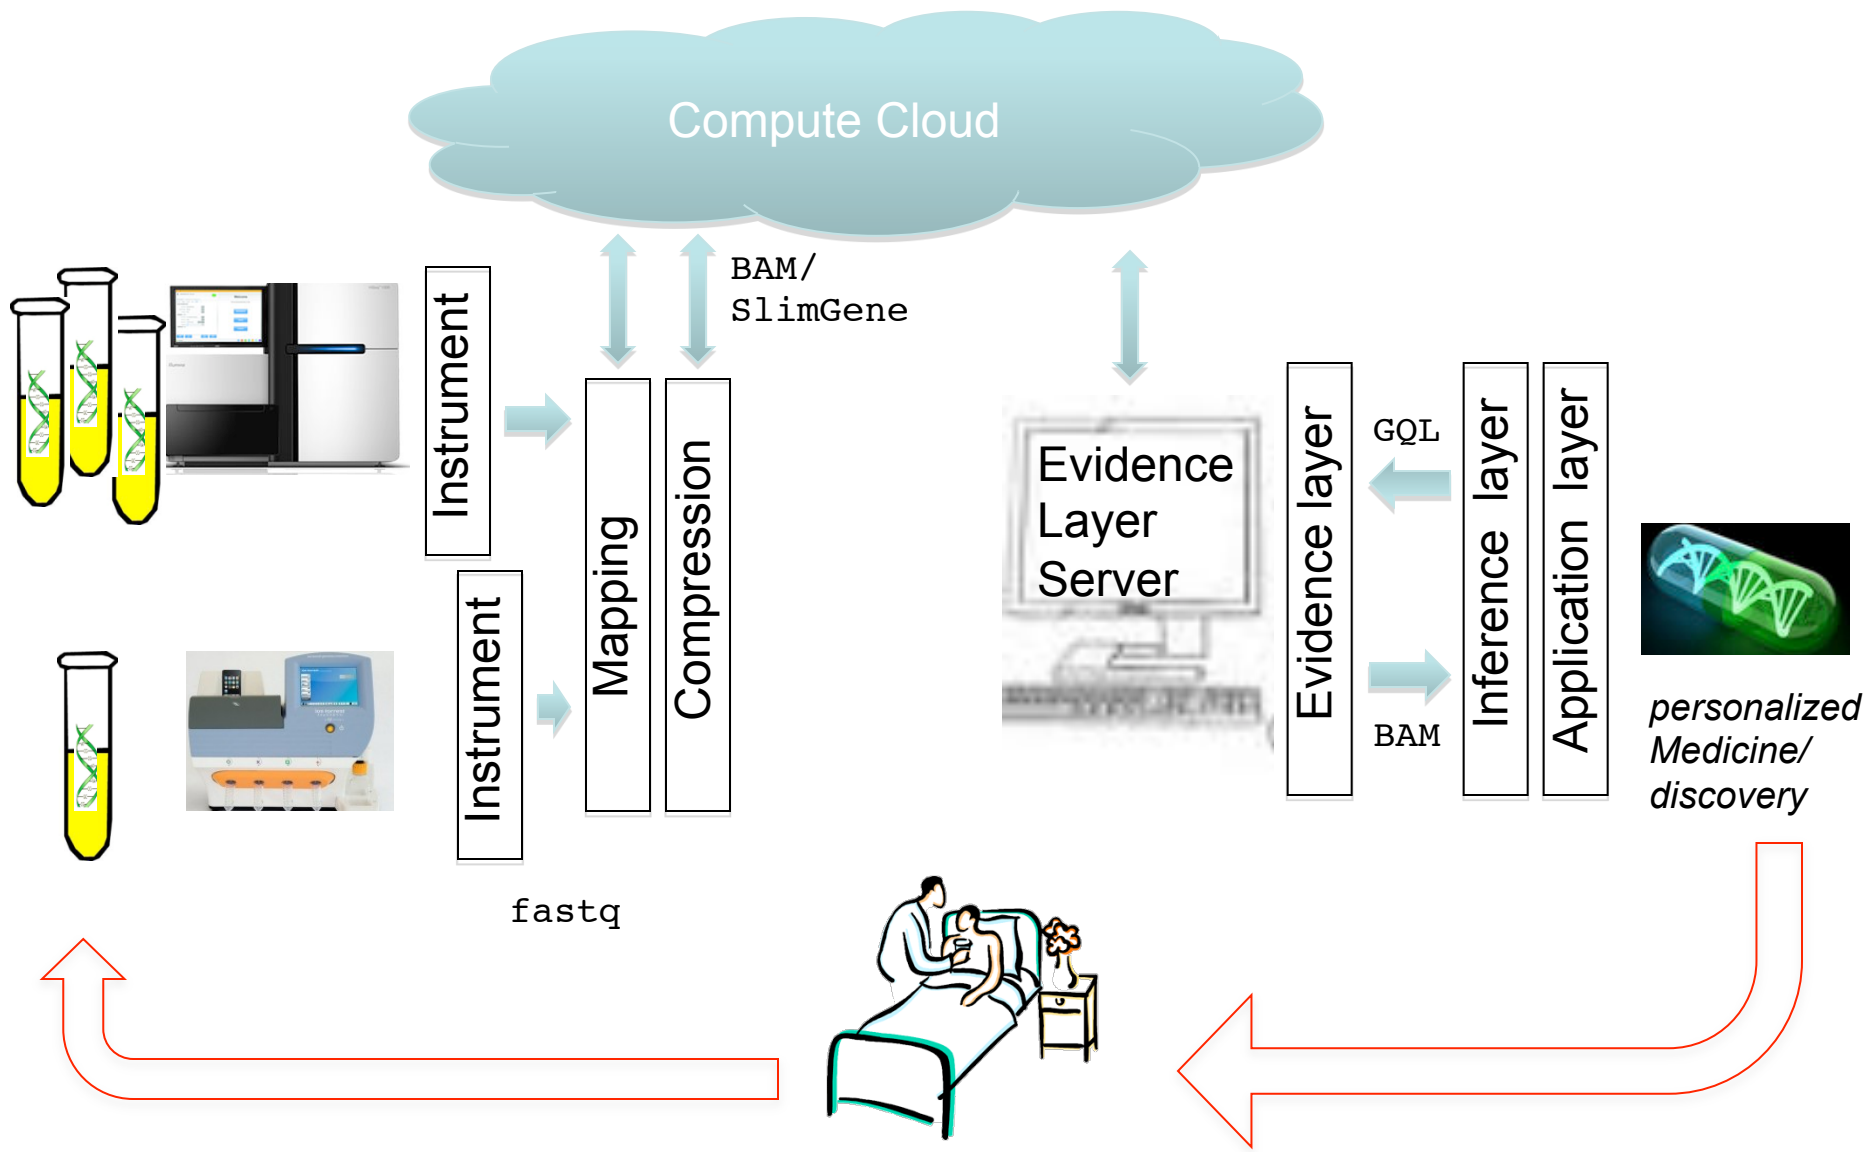 Compute Cloud
BAM/
SlimGene
Instrument
Instrument
Mapping
Compression
fastq
Evidence
Layer
Server
Evidence layer
GQL
BAM
Inference layer
Application layer
personalized
Medicine/
discovery